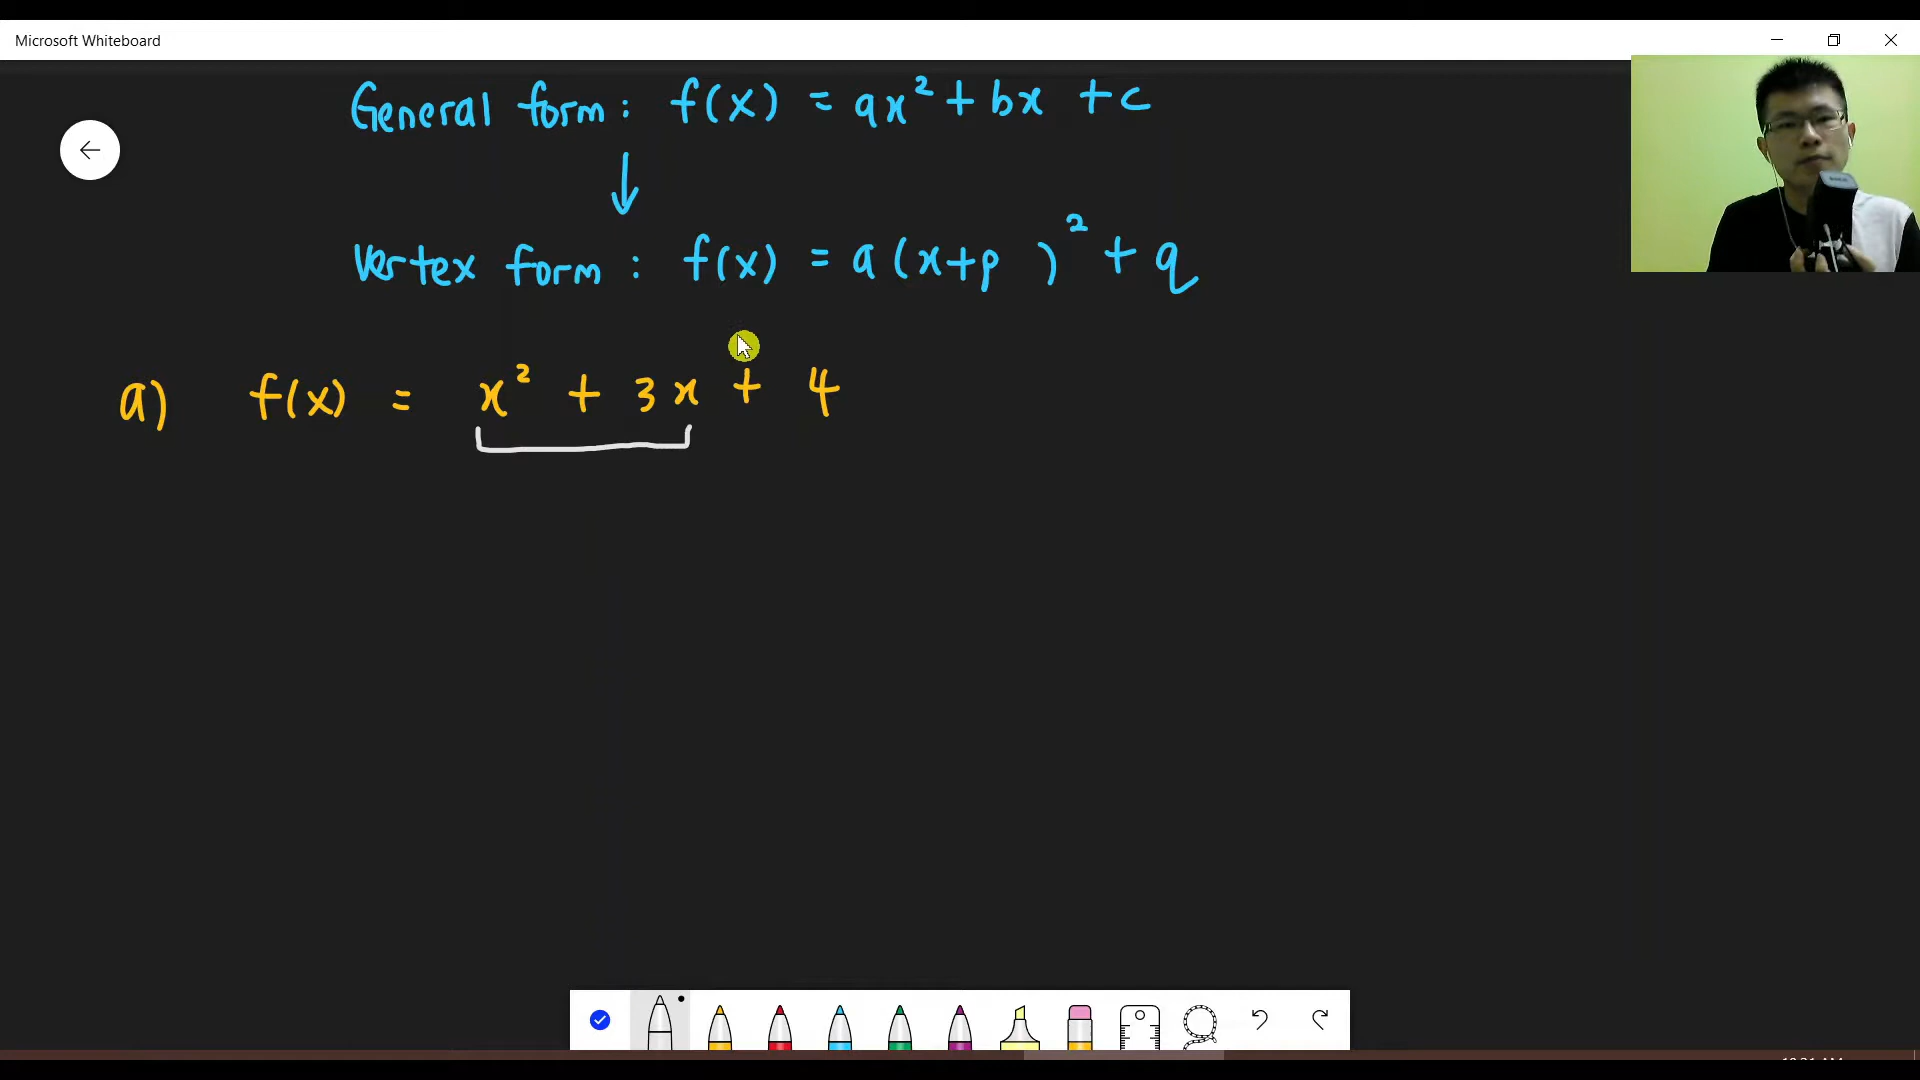 Microsoft Whiteboard
General form : f(x) = ax² + bx + c
↓
Vertex form : f(x) = a(x+p )² + q
a) f(x) = x² + 3x + 4